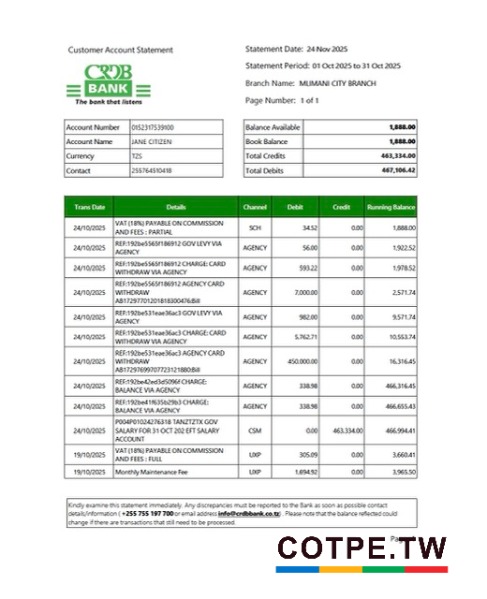 Customer Account Statement
Statement Date: 24 Nov 2025
Statement Period: 01 Oct 2025 to 31 Oct 2025
Branch Name: MLIMANI CITY BRANCH
Page Number: 1 of 1
CRDB
BANK
The bank that listens
Account Number 0152317539100
Account Name JANE CITIZEN
Currency TZS
Contact 255764510418
Balance Available 1,888.00
Book Balance 1,888.00
Total Credits 463,334.00
Total Debits 467,106.42
Trans Date Details Channel Debit Credit Running Balance
24/10/2025 VAT (18%) PAYABLE ON COMMISSION
AND FEES : PARTIAL SCH 34.52 0.00 1,888.00
24/10/2025 REF:192be5565f186912 GOV LEVY VIA
AGENCY AGENCY 56.00 0.00 1,922.52
24/10/2025 REF:192be5565f186912 CHARGE: CARD
WITHDRAW VIA AGENCY AGENCY 593.22 0.00 1,978.52
24/10/2025 REF:192be5565f186912 AGENCY CARD
WITHDRAW
AB17297701201818300476:Bill AGENCY 7,000.00 0.00 2,571.74
24/10/2025 REF:192be531eae36ac3 GOV LEVY VIA
AGENCY AGENCY 982.00 0.00 9,571.74
24/10/2025 REF:192be531eae36ac3 CHARGE: CARD
WITHDRAW VIA AGENCY AGENCY 5,762.71 0.00 10,553.74
24/10/2025 REF:192be531eae36ac3 AGENCY CARD
WITHDRAW
AB17297699707723121880:Bill AGENCY 450,000.00 0.00 16,316.45
24/10/2025 REF:192be42ed3d5096f CHARGE:
BALANCE VIA AGENCY AGENCY 338.98 0.00 466,316.45
24/10/2025 REF:192be41f635b29b3 CHARGE:
BALANCE VIA AGENCY AGENCY 338.98 0.00 466,655.43
24/10/2025 P004P01024276318 TANZTZTX GOV
SALARY FOR 31 OCT 202 EFT SALARY
ACCOUNT CSM 0.00 463,334.00 466,994.41
19/10/2025 VAT (18%) PAYABLE ON COMMISSION
AND FEES : FULL UXP 305.09 0.00 3,660.41
19/10/2025 Monthly Maintenance Fee UXP 1,694.92 0.00 3,965.50
Kindly examine this statement immediately. Any discrepancies must be reported to the Bank as soon as possible contact
details/information ( +255 755 197 700 or email address info@crdbbank.co.tz) . Please note that the balance reflected could
change if there are transactions that still need to be processed.
COTPE.TW